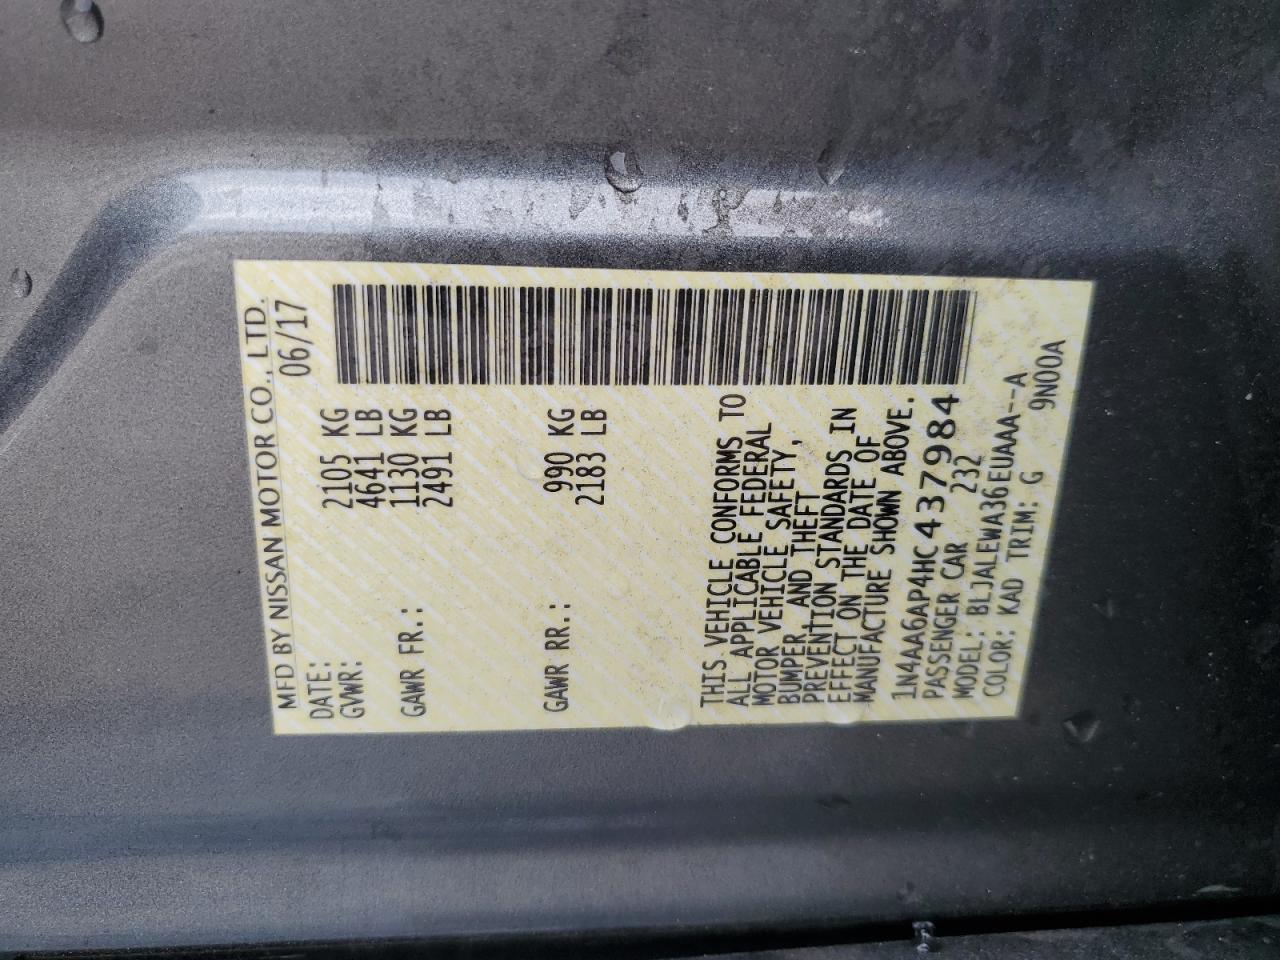 MFD BY NISSAN MOTOR CO., LTD.
DATE: 06/17
GVWR: 2105 KG
4641 LB
GAWR FR.: 1130 KG
2491 LB
GAWR RR.: 990 KG
2183 LB
THIS VEHICLE CONFORMS TO
ALL APPLICABLE FEDERAL
MOTOR VEHICLE SAFETY,
BUMPER, AND THEFT
PREVENTION STANDARDS IN
EFFECT ON THE DATE OF
MANUFACTURE SHOWN ABOVE.
1N4AA6AP4HC437984
PASSENGER CAR 232
MODEL: BLJALEWA36EUAAA--A
COLOR: KAD TRIM: G 9N00A